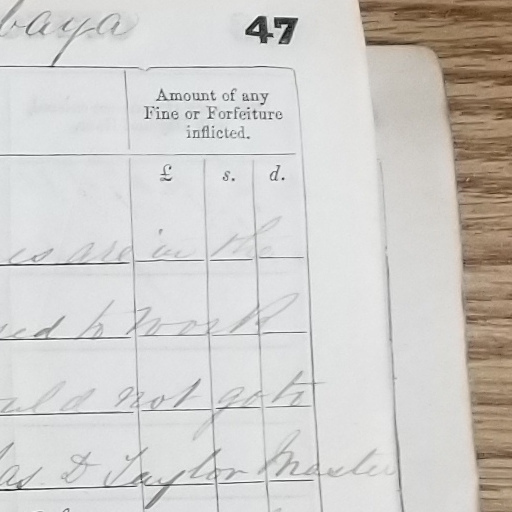 baya 47
Amount of any
Fine or Forfeiture
inflicted.
£ s. d.
es are in the
sed to work
uld not go to
as D Taylor Master